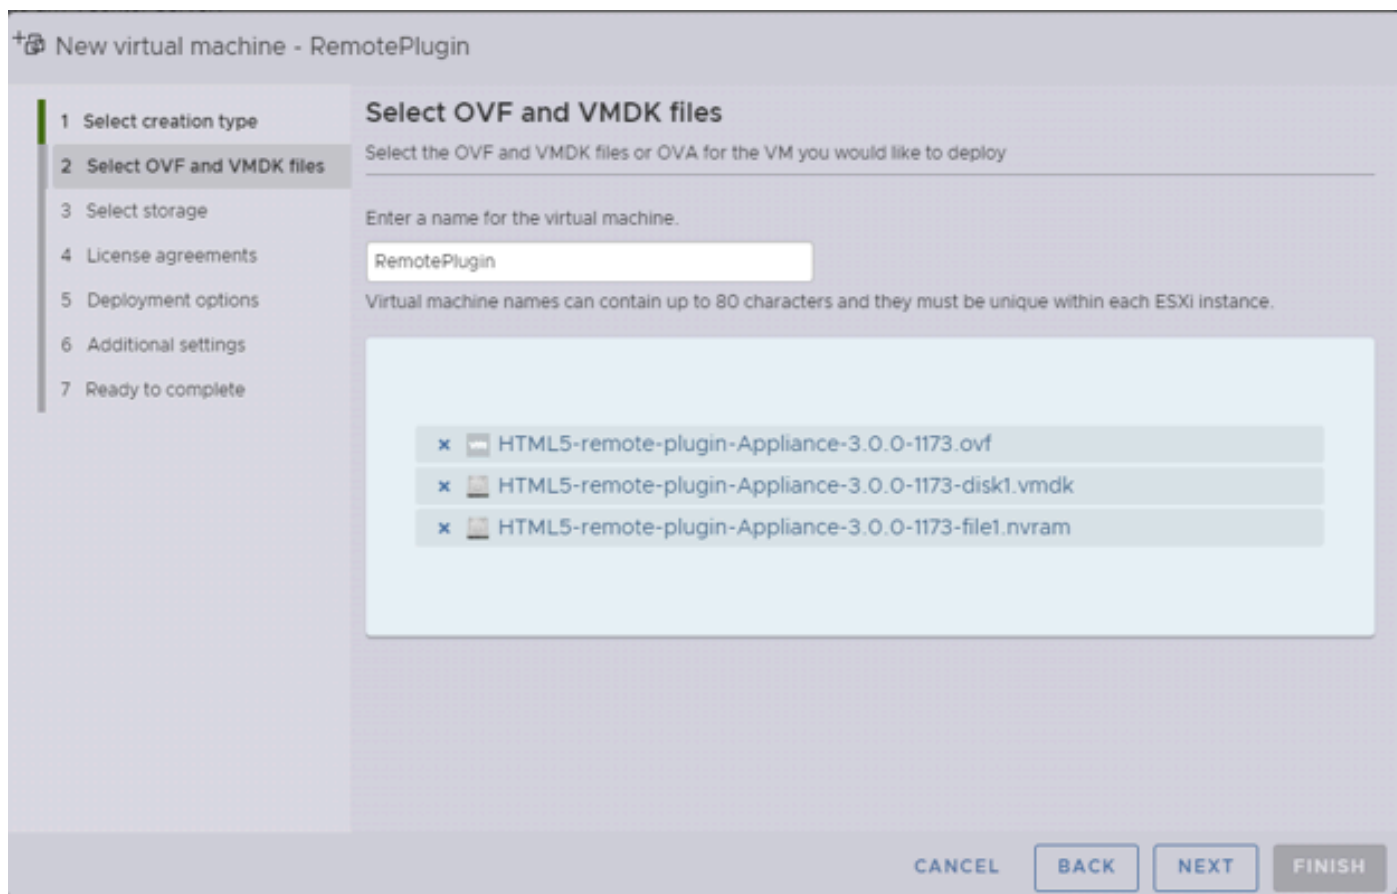 New virtual machine - RemotePlugin
1 Select creation type
2 Select OVF and VMDK files
3 Select storage
4 License agreements
5 Deployment options
6 Additional settings
7 Ready to complete
Select OVF and VMDK files
Select the OVF and VMDK files or OVA for the VM you would like to deploy
Enter a name for the virtual machine.
RemotePlugin
Virtual machine names can contain up to 80 characters and they must be unique within each ESXi instance.
× HTML5-remote-plugin-Appliance-3.0.0-1173.ovf
× HTML5-remote-plugin-Appliance-3.0.0-1173-disk1.vmdk
× HTML5-remote-plugin-Appliance-3.0.0-1173-file1.nvram
CANCEL BACK NEXT FINISH